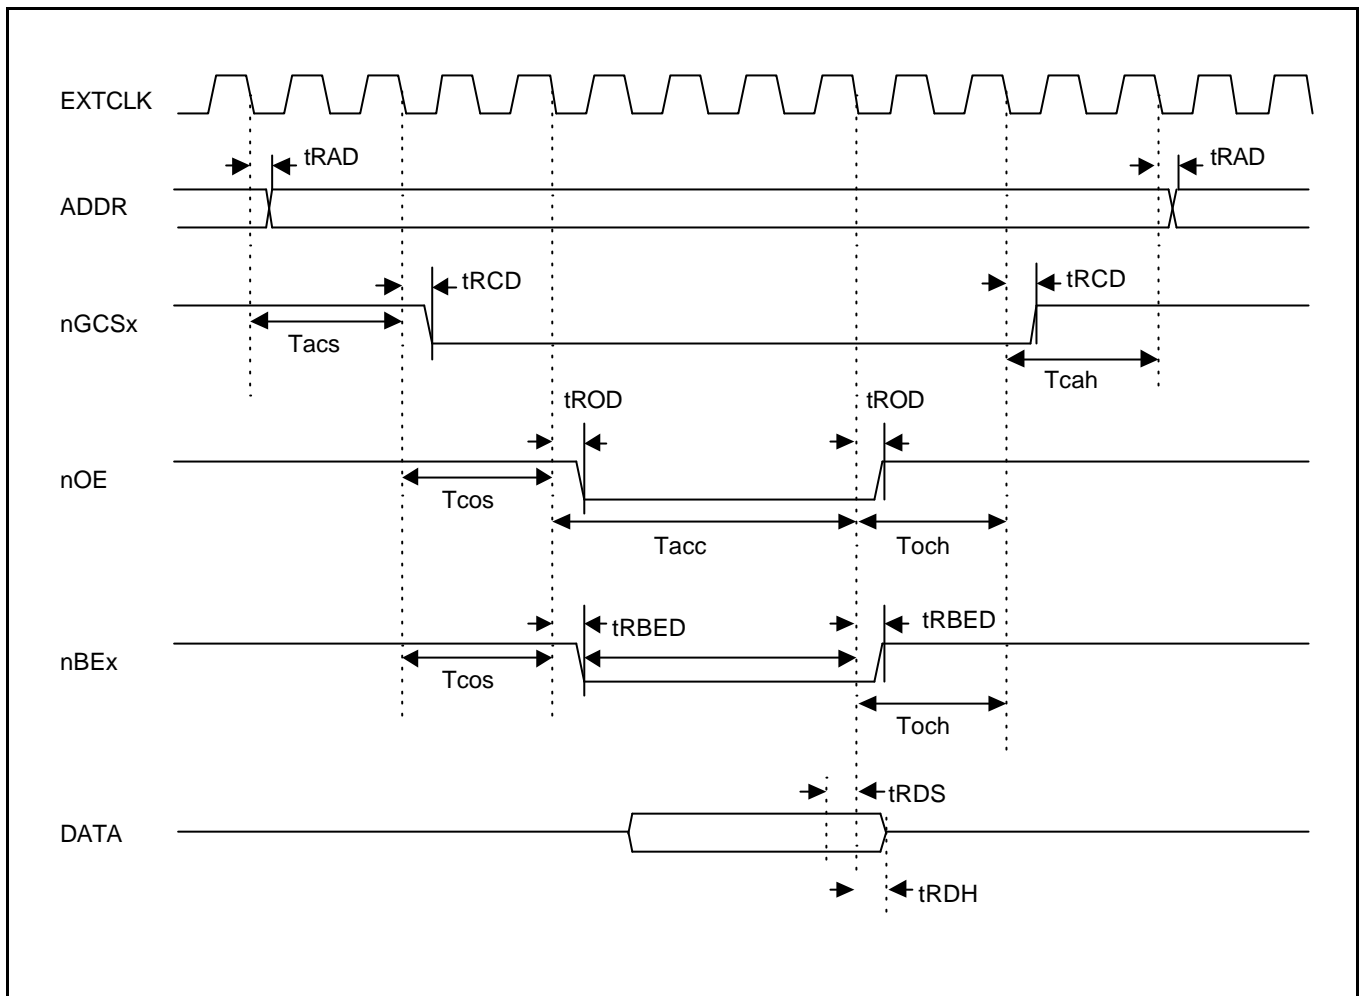 EXTCLK
tRAD tRAD
ADDR
tRCD tRCD
nGCSx
Tacs
Tcah
tROD tROD
nOE
Tcos
Tacc Toch
tRBED tRBED
nBEx
Tcos
Toch
tRDS
DATA
tRDH